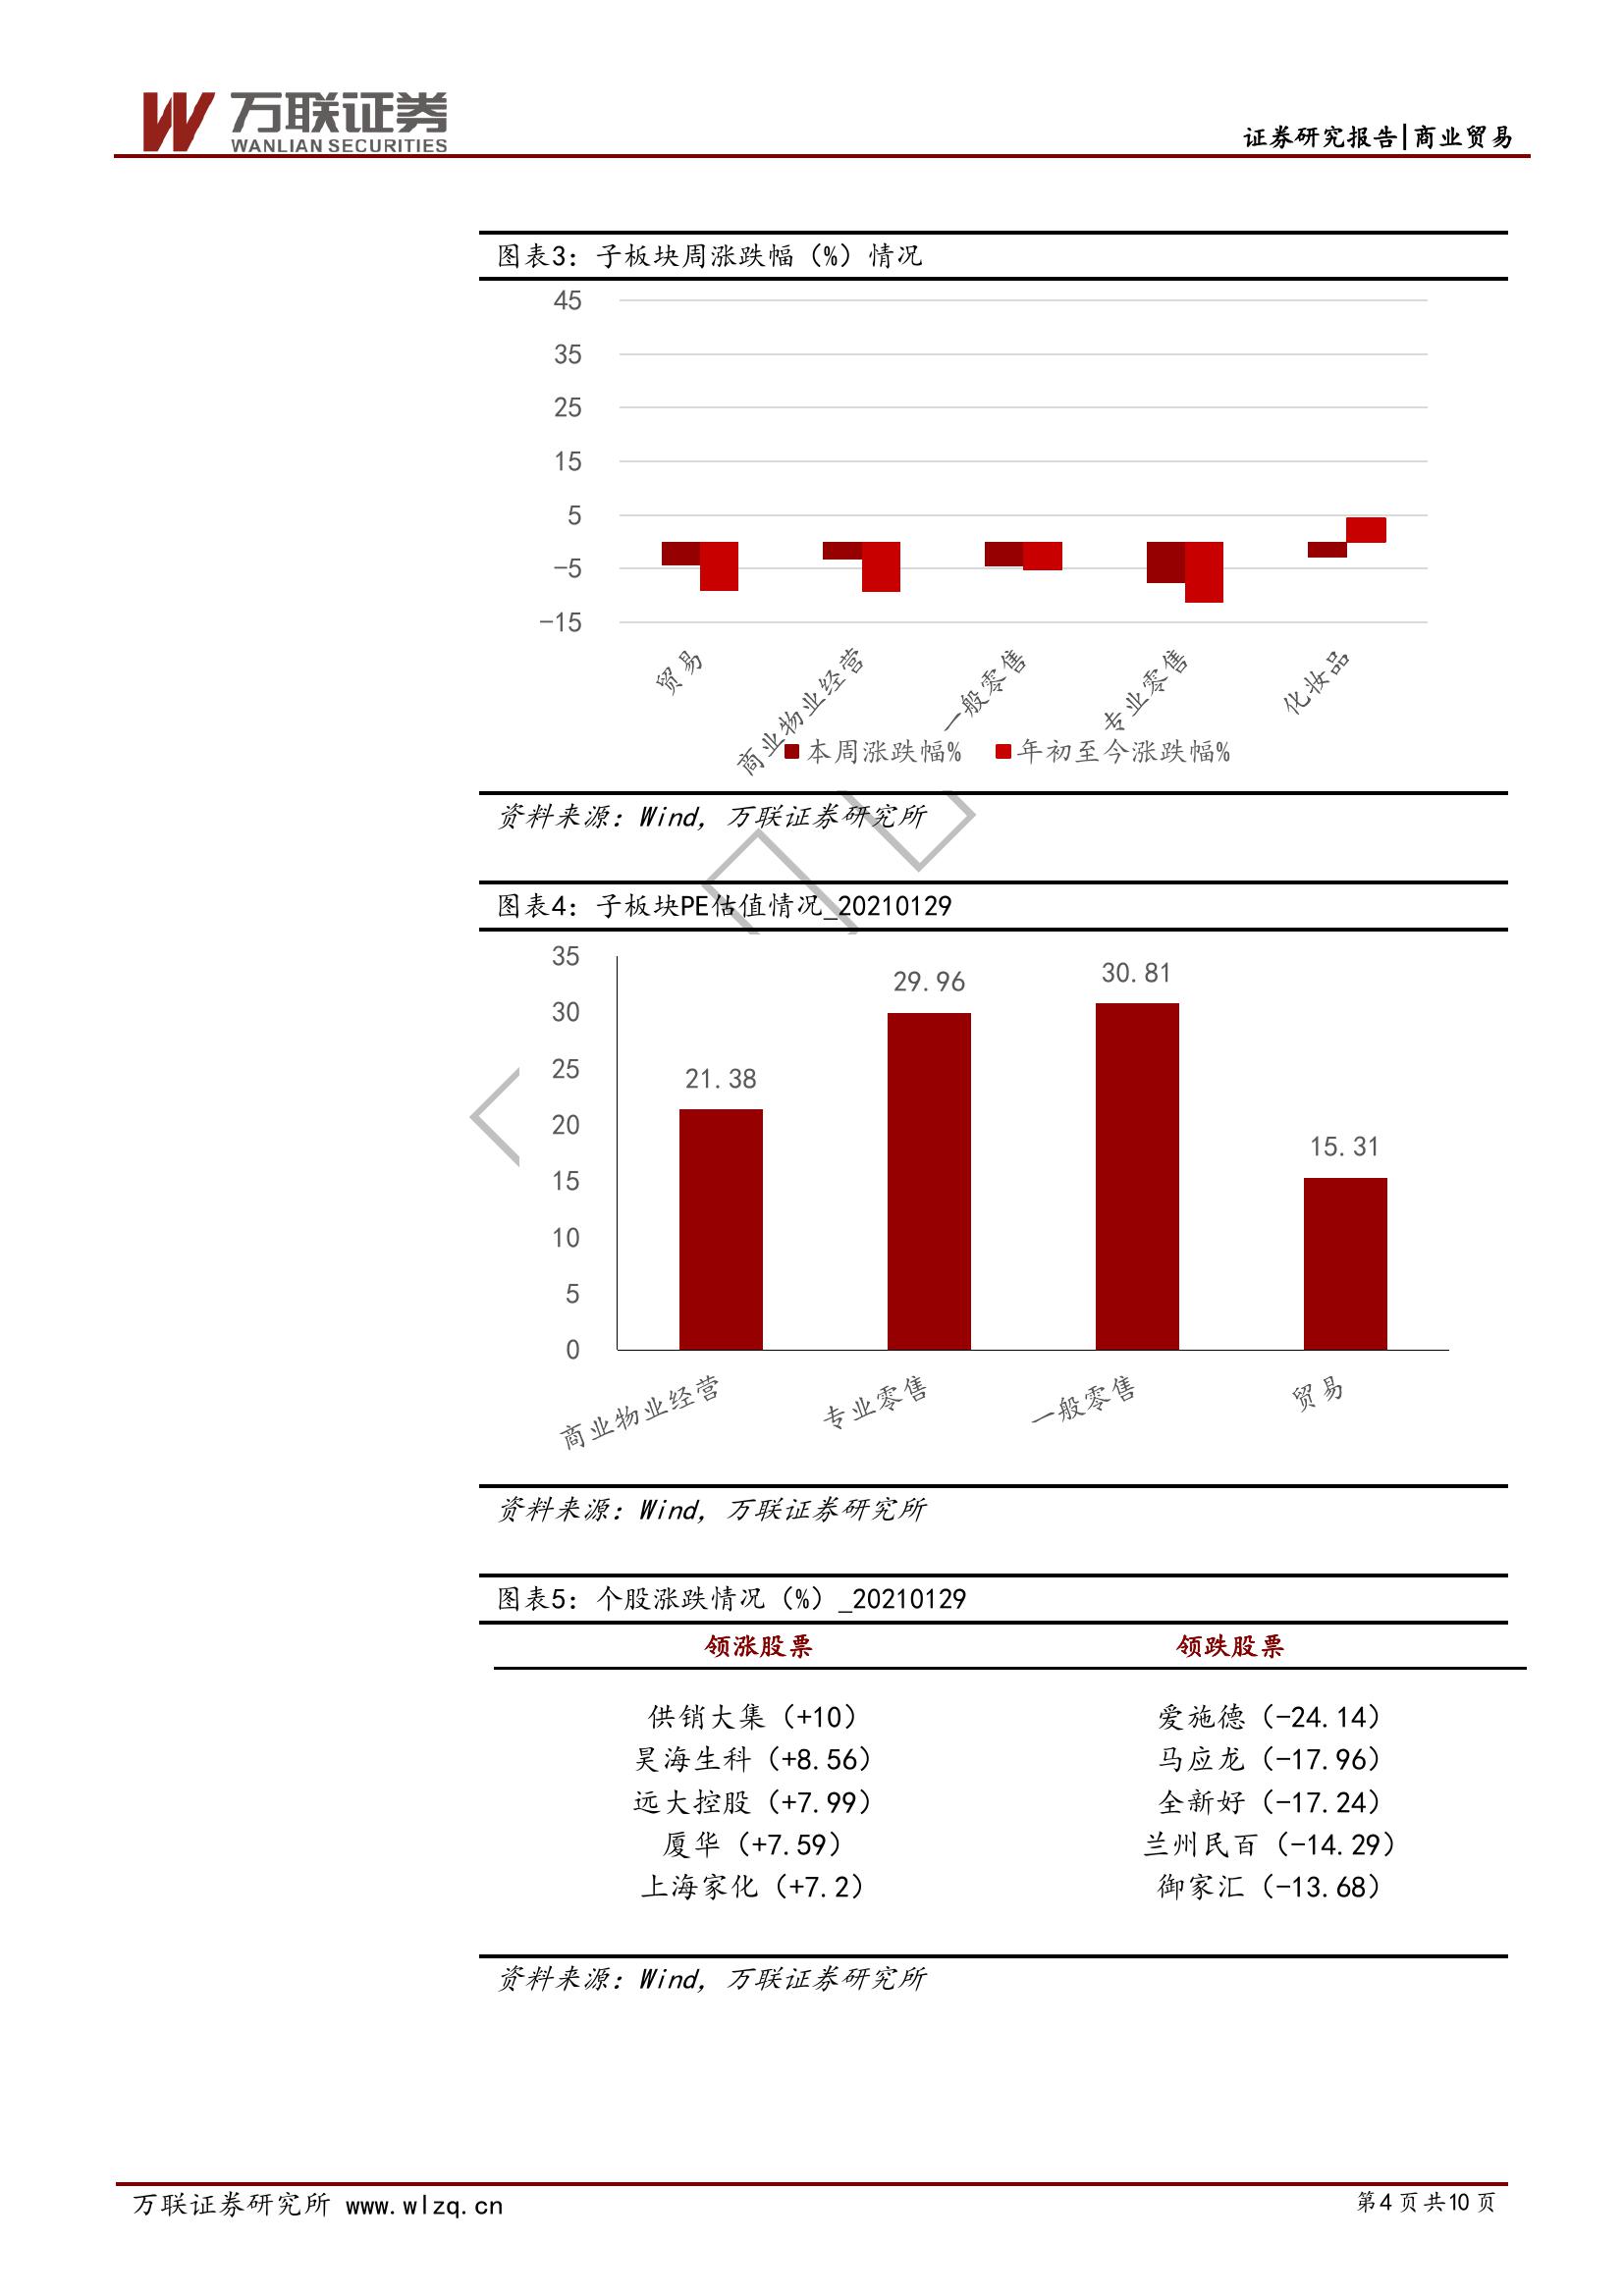 万联证券
WANLIAN SECURITIES
证券研究报告|商业贸易
图表3：子板块周涨跌幅（%）情况
45
35
25
15
5
-5
-15
贸易
商业物业经营
一般零售
专业零售
化妆品
本周涨跌幅%
年初至今涨跌幅%
资料来源：Wind，万联证券研究所
图表4：子板块PE估值情况_20210129
35
30
25
20
15
10
5
0
21.38
29.96
30.81
15.31
商业物业经营
专业零售
一般零售
贸易
资料来源：Wind，万联证券研究所
图表5：个股涨跌情况（%）_20210129
领涨股票 领跌股票
供销大集（+10） 爱施德（-24.14）
昊海生科（+8.56） 马应龙（-17.96）
远大控股（+7.99） 全新好（-17.24）
厦华（+7.59） 兰州民百（-14.29）
上海家化（+7.2） 御家汇（-13.68）
资料来源：Wind，万联证券研究所
万联证券研究所 www.wlzq.cn 第4页共10页